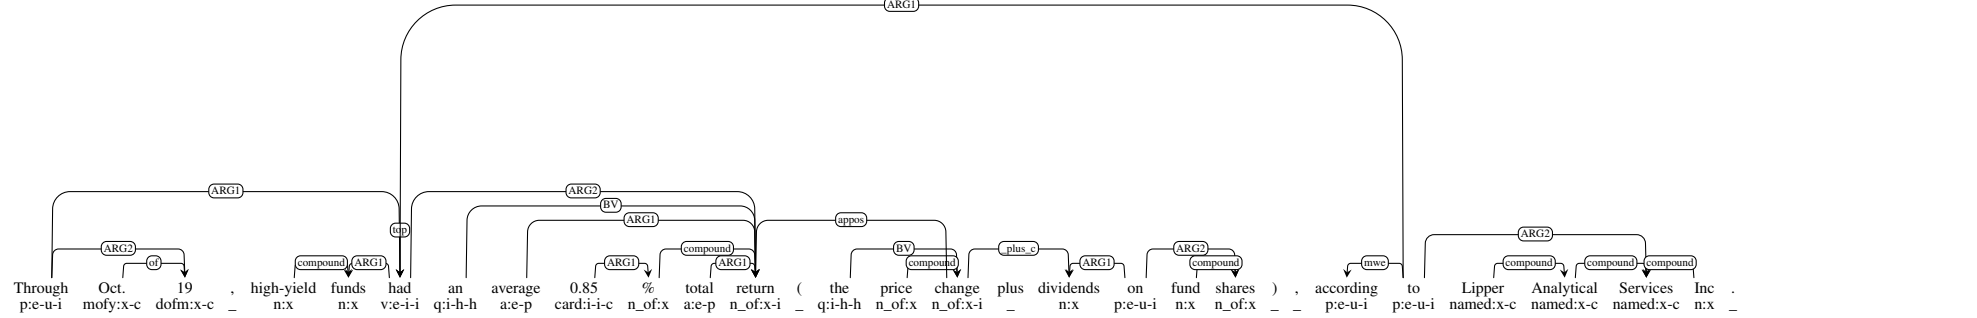 ARG1
ARG1 ARG2
BV
ARG1 appos
top
ARG2
ARG2 compound BV _plus_c ARG2
of compound ARG1 ARG1 ARG1 compound ARG1 compound mwe compound compound compound
Through Oct. 19 , high-yield funds had an average 0.85 % total return ( the price change plus dividends on fund shares ) , according to Lipper Analytical Services Inc .
p:e-u-i mofy:x-c dofm:x-c _ n:x n:x v:e-i-i q:i-h-h a:e-p card:i-i-c n_of:x a:e-p n_of:x-i _ q:i-h-h n_of:x n_of:x-i _ n:x p:e-u-i n:x n_of:x _ _ p:e-u-i p:e-u-i named:x-c named:x-c named:x-c n:x _